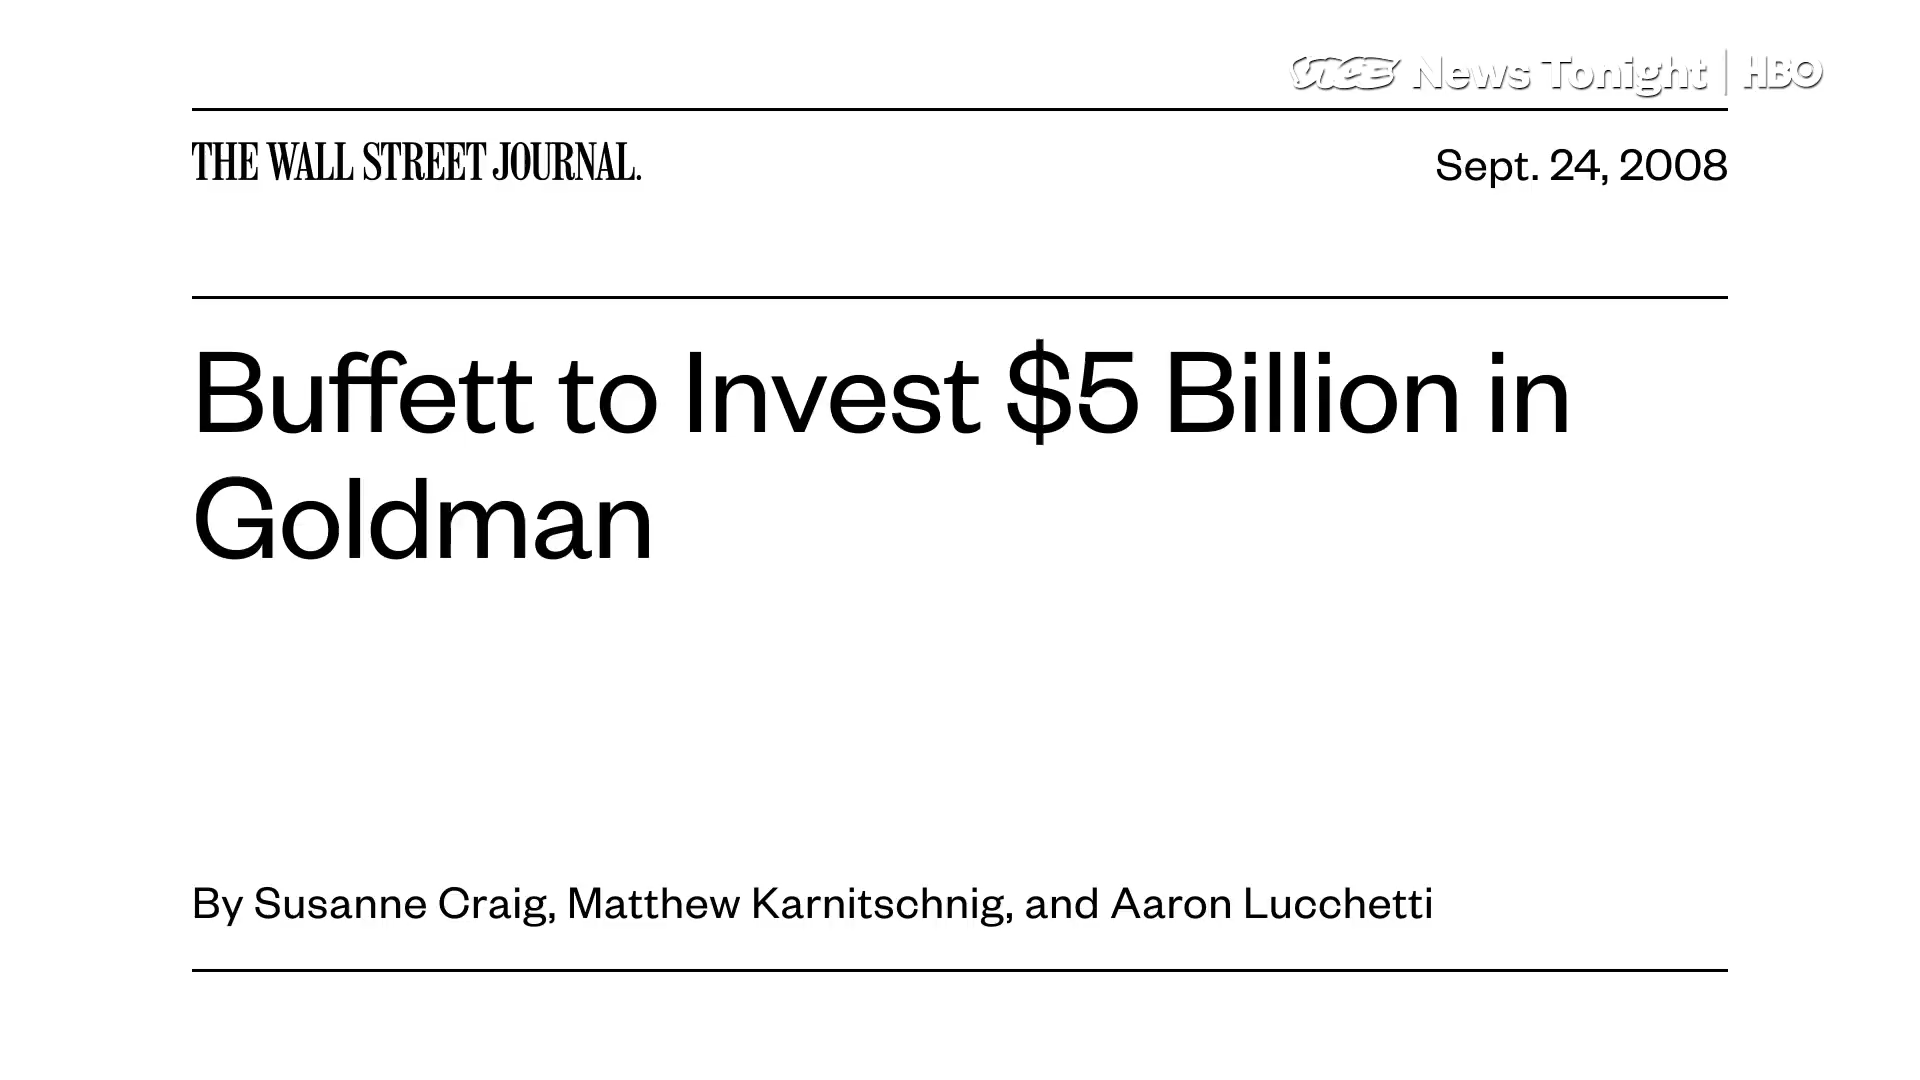 VICE News Tonight | HBO
THE WALL STREET JOURNAL.
Sept. 24, 2008
Buffett to Invest $5 Billion in
Goldman
By Susanne Craig, Matthew Karnitschnig, and Aaron Lucchetti